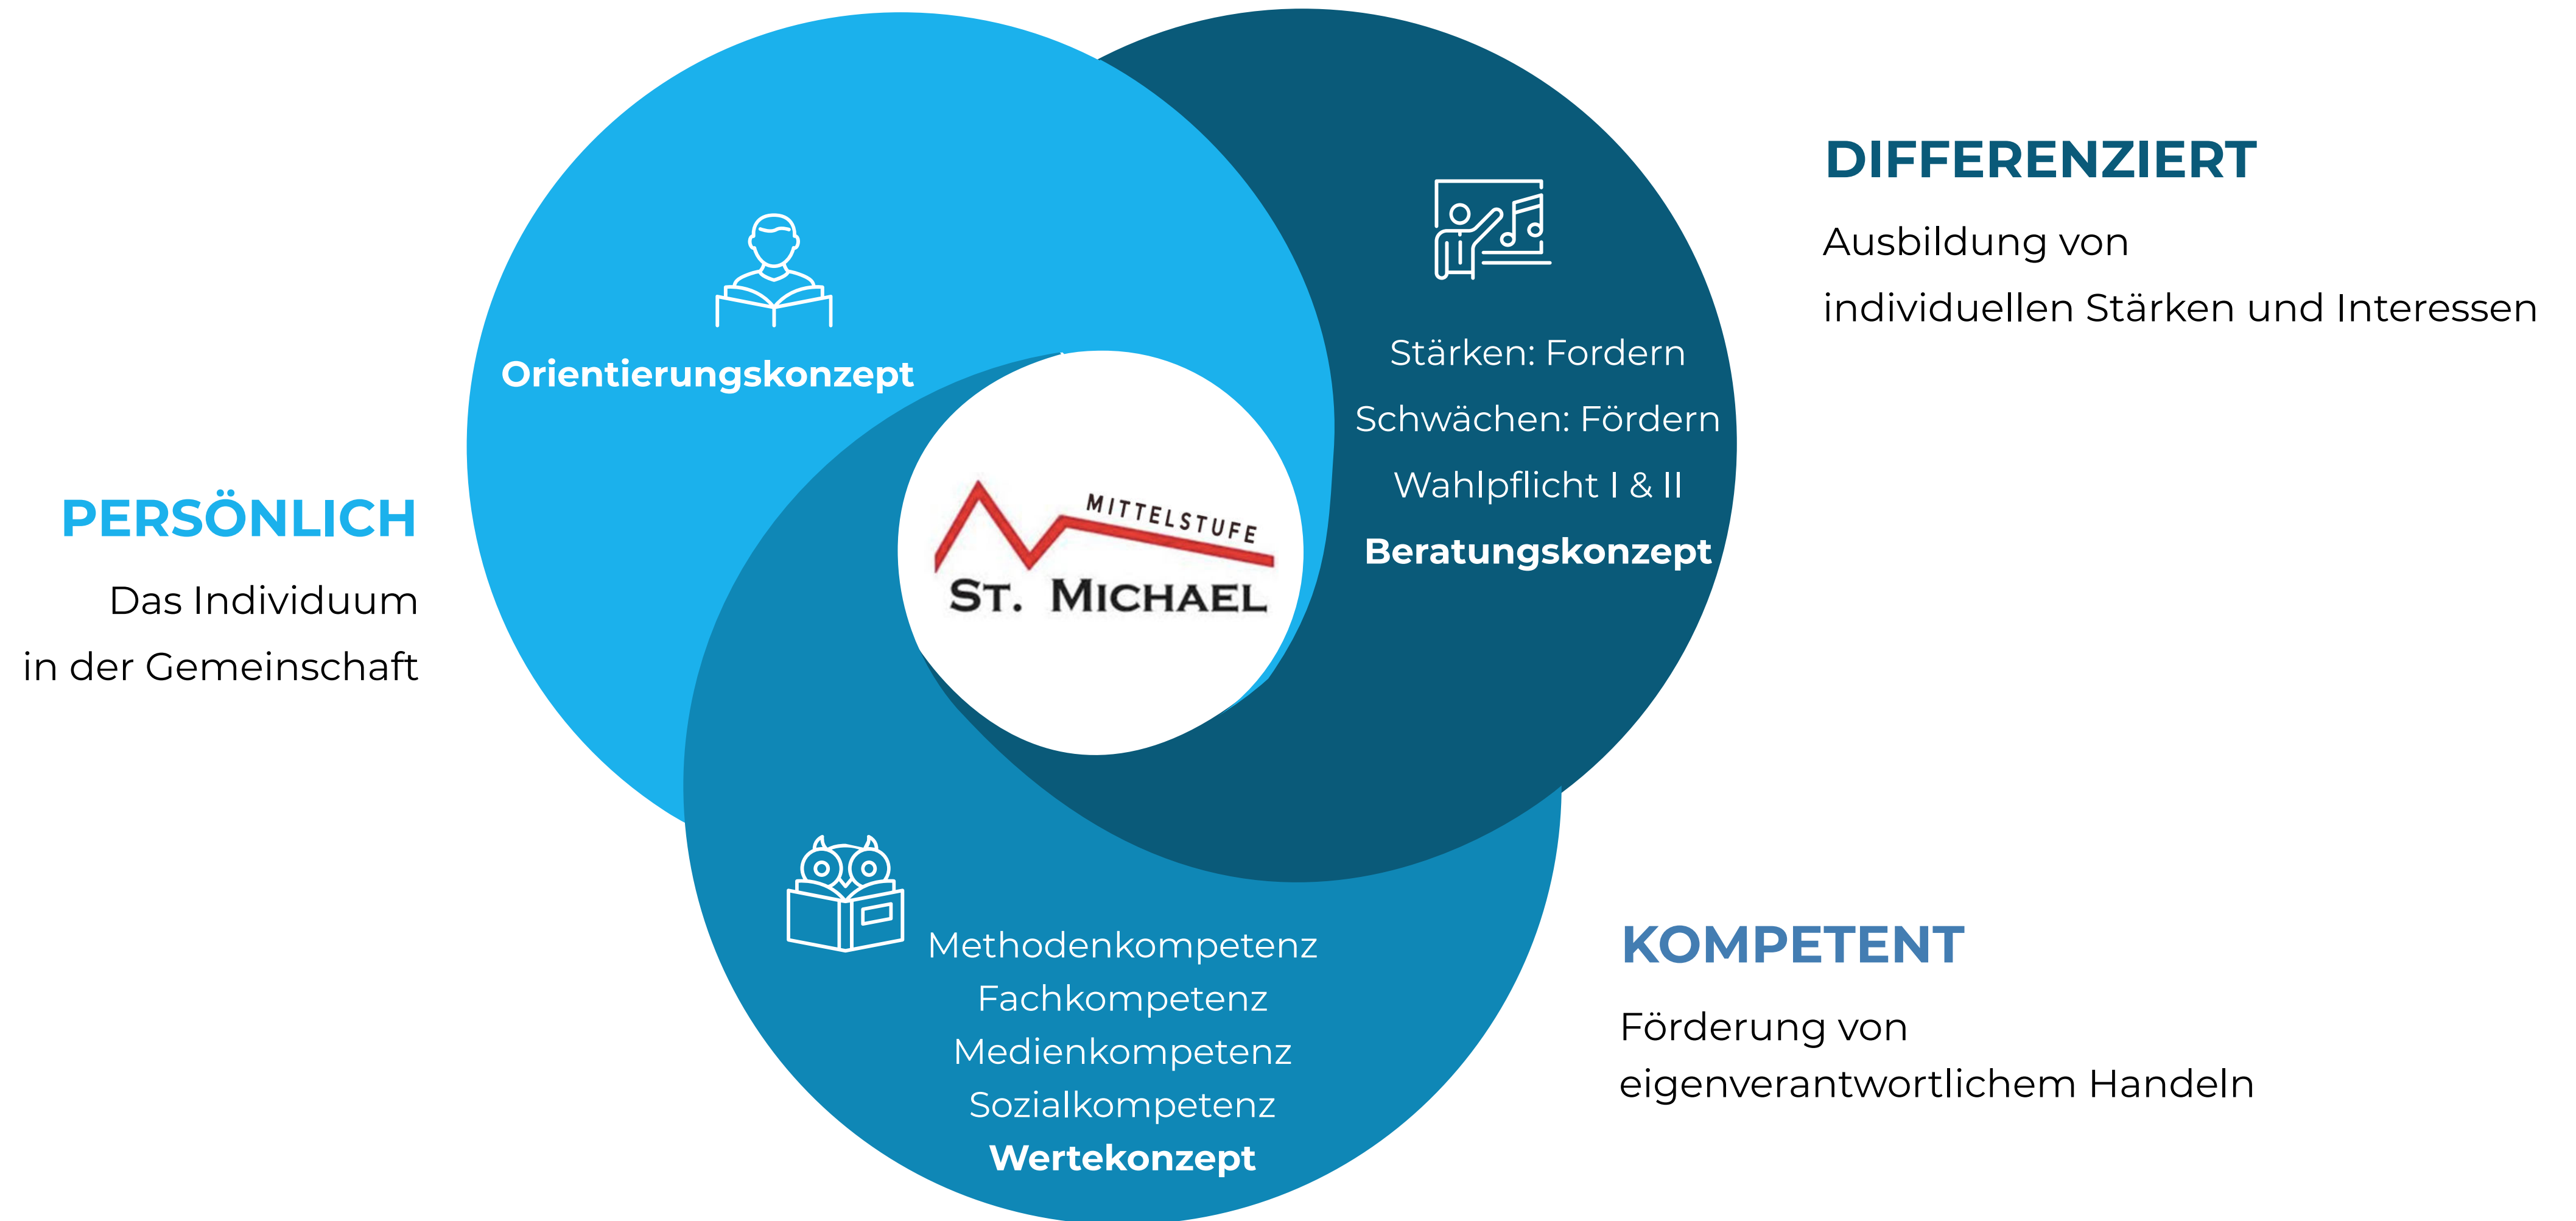 PERSÖNLICH
Das Individuum
in der Gemeinschaft
Orientierungskonzept
MITTELSTUFE
ST. MICHAEL
Stärken: Fordern
Schwächen: Fördern
Wahlpflicht I & II
Beratungskonzept
DIFFERENZIERT
Ausbildung von
individuellen Stärken und Interessen
Methodenkompetenz
Fachkompetenz
Medienkompetenz
Sozialkompetenz
Wertekonzept
KOMPETENT
Förderung von
eigenverantwortlichem Handeln